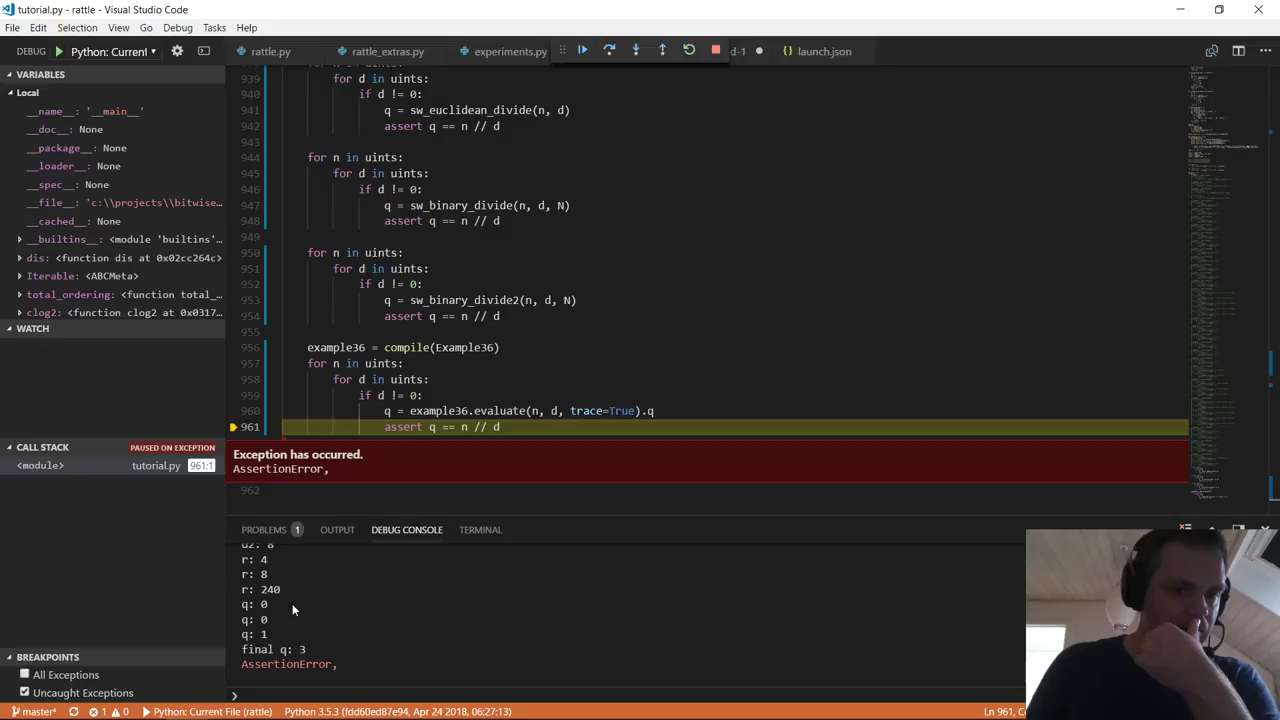 tutorial.py - rattle - Visual Studio Code
File Edit Selection View Go Debug Tasks Help
DEBUG Python: Current
rattle.py rattle_extras.py experiments.py d-1 launch.json
VARIABLES
Local
__name__: '__main__'
__doc__: None
__package__: None
__loader__: None
__spec__: None
__file__: 'c:\\projects\\bitwise…
__cached__: None
__builtins__: <module 'builtins'…
dis: <function dis at 0x02cc264c>
Iterable: <ABCMeta>
total_ordering: <function total_…
clog2: <function clog2 at 0x0317…
WATCH
CALL STACK PAUSED ON EXCEPTION
<module> tutorial.py 961:1
BREAKPOINTS
All Exceptions
Uncaught Exceptions
939 for d in uints:
940 if d != 0:
941 q = sw_euclidean_divide(n, d)
942 assert q == n // d
943
944 for n in uints:
945 for d in uints:
946 if d != 0:
947 q = sw_binary_divide(n, d, N)
948 assert q == n // d
949
950 for n in uints:
951 for d in uints:
952 if d != 0:
953 q = sw_binary_divide2(n, d, N)
954 assert q == n // d
955
956 example36 = compile(Example36)
957 for n in uints:
958 for d in uints:
959 if d != 0:
960 q = example36.evaluate(n, d, trace=True).q
961 assert q == n // d
Exception has occurred.
AssertionError,
962
PROBLEMS 1 OUTPUT DEBUG CONSOLE TERMINAL
r: 4
r: 8
r: 240
q: 0
q: 0
q: 1
final q: 3
AssertionError,
master* 1 0 Python: Current File (rattle) Python 3.5.3 (fdd60ed87e94, Apr 24 2018, 06:27:13) Ln 961,